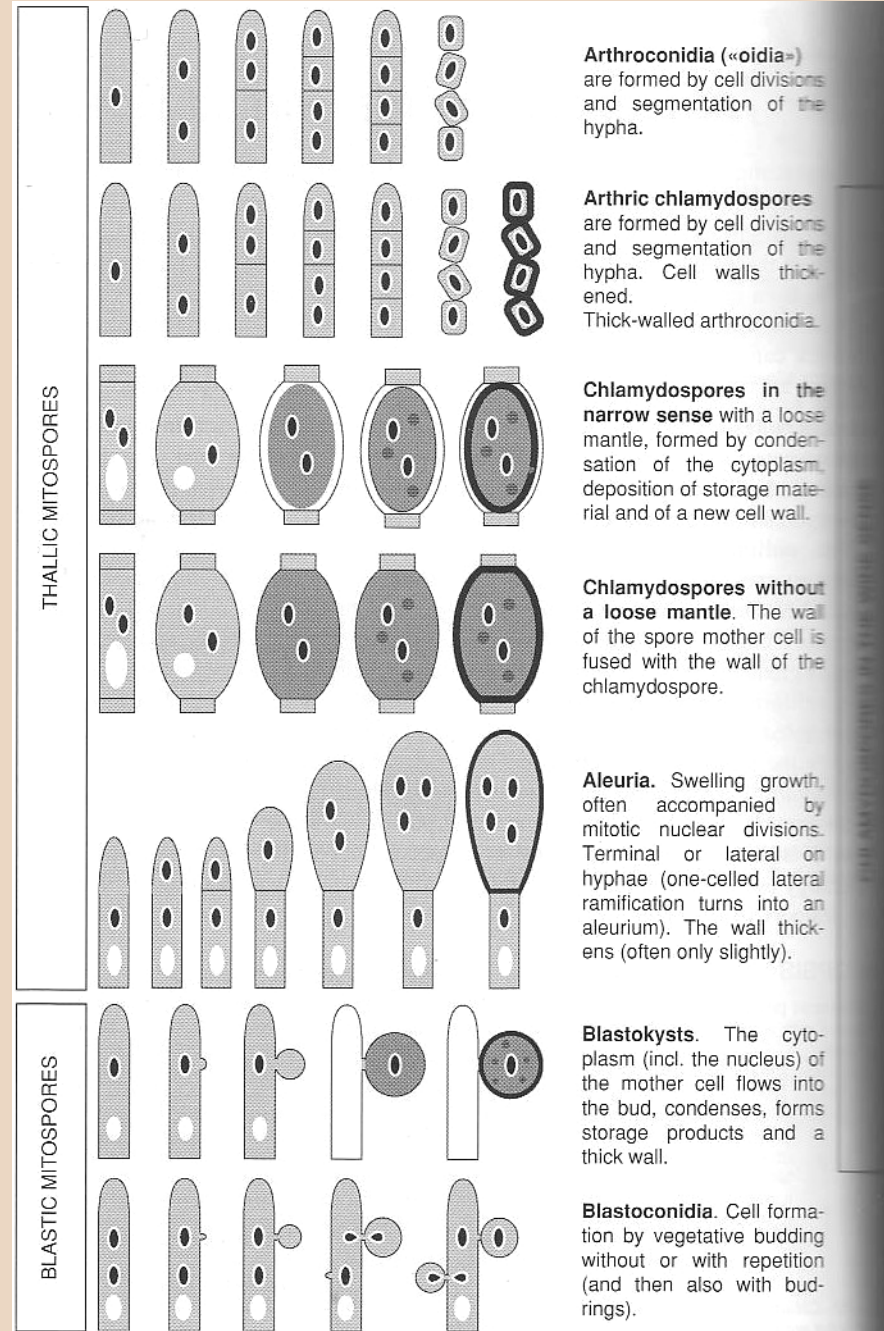 THALLIC MITOSPORES
Arthroconidia («oidia»)
are formed by cell divisions
and segmentation of the
hypha.
Arthric chlamydospores
are formed by cell divisions
and segmentation of the
hypha. Cell walls thick-
ened.
Thick-walled arthroconidia.
Chlamydospores in the
narrow sense with a loose
mantle, formed by conden-
sation of the cytoplasm,
deposition of storage mate-
rial and of a new cell wall.
Chlamydospores without
a loose mantle. The wall
of the spore mother cell is
fused with the wall of the
chlamydospore.
Aleuria. Swelling growth,
often accompanied by
mitotic nuclear divisions.
Terminal or lateral on
hyphae (one-celled lateral
ramification turns into an
aleurium). The wall thick-
ens (often only slightly).
BLASTIC MITOSPORES
Blastokysts. The cyto-
plasm (incl. the nucleus) of
the mother cell flows into
the bud, condenses, forms
storage products and a
thick wall.
Blastoconidia. Cell forma-
tion by vegetative budding
without or with repetition
(and then also with bud-
rings).